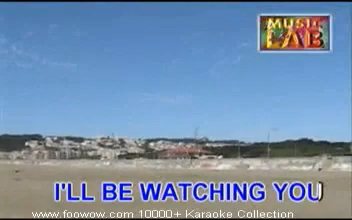 MUSIC
LAB
I'LL BE WATCHING YOU
www.foowow.com 10000+ Karaoke Collection